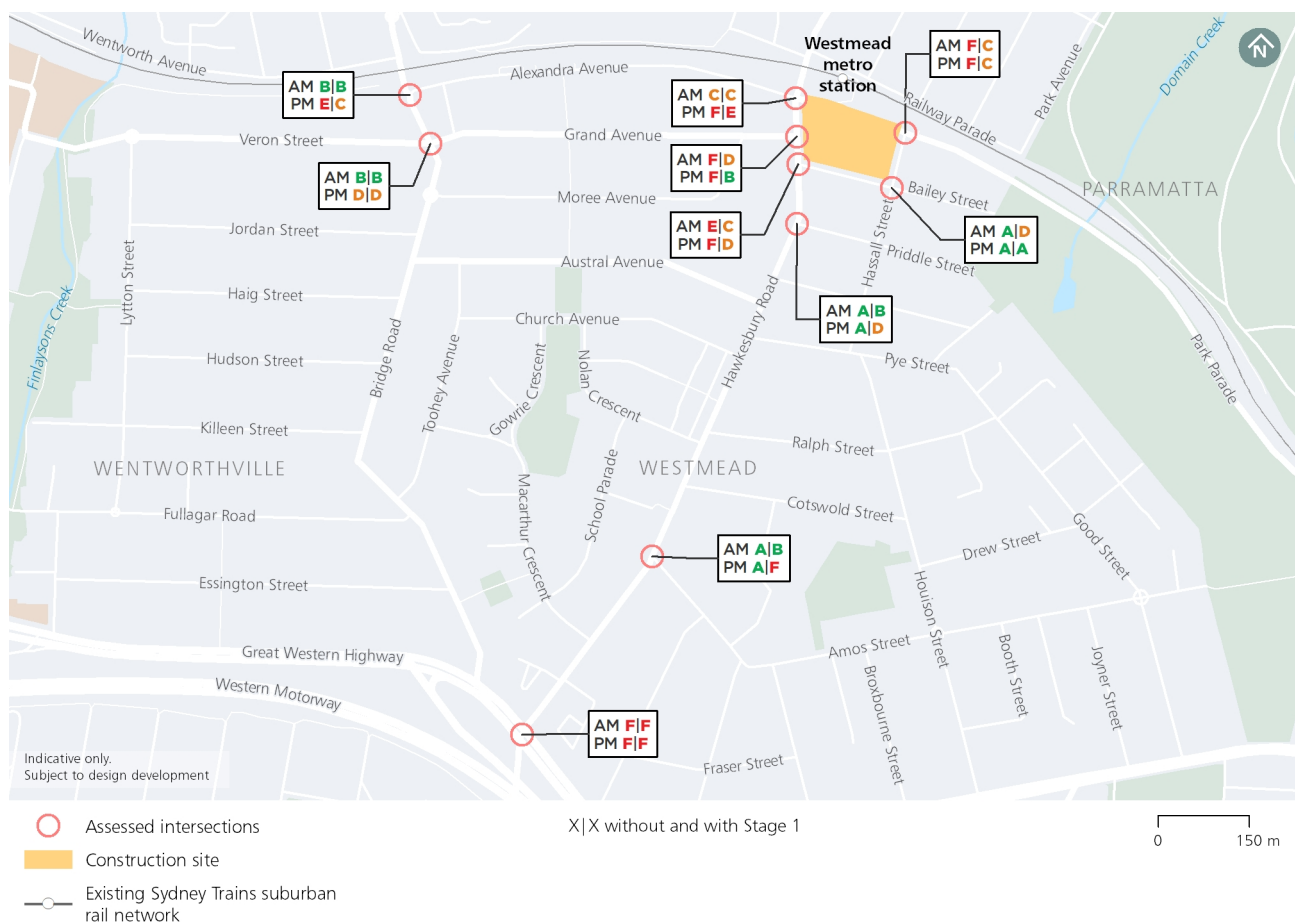 Wentworth Avenue
Alexandra Avenue
Westmead
metro
station
AM F|C
PM F|C
Park Avenue
Domain Creek
N
AM B|B
PM E|C
AM C|C
PM F|E
Railway Parade
Veron Street
Grand Avenue
AM F|D
PM F|B
AM B|B
PM D|D
Moree Avenue
Bailey Street
PARRAMATTA
Jordan Street
AM E|C
PM F|D
Hassall Street
AM A|D
PM A|A
Priddle Street
Austral Avenue
Lytton Street
Haig Street
Finlaysons Creek
Church Avenue
Hawkesbury Road
AM A|B
PM A|D
Hudson Street
Bridge Road
Toohey Avenue
Gowrie Crescent
Nolan Crescent
Pye Street
Park Parade
Killeen Street
Ralph Street
WENTWORTHVILLE
WESTMEAD
School Parade
Macarthur Crescent
Cotswold Street
Fullagar Road
Good Street
Drew Street
AM A|B
PM A|F
Essington Street
Houison Street
Amos Street
Booth Street
Joyner Street
Great Western Highway
Western Motorway
Broxbourne Street
AM F|F
PM F|F
Fraser Street
Indicative only.
Subject to design development
Assessed intersections
X|X without and with Stage 1
0 150 m
Construction site
Existing Sydney Trains suburban
rail network